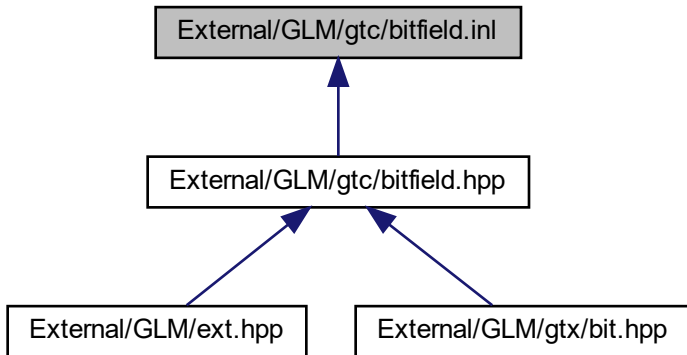 External/GLM/gtc/bitfield.inl
External/GLM/gtc/bitfield.hpp
External/GLM/ext.hpp
External/GLM/gtx/bit.hpp